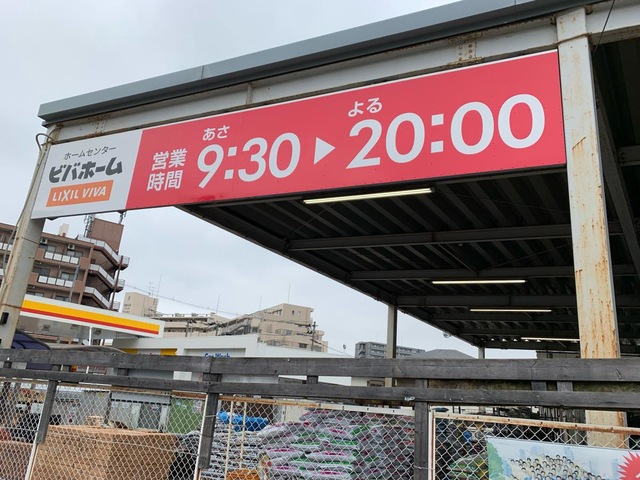 ホームセンター
ビバホーム
LIXIL VIVA
営業
時間
あさ
9:30
▶
よる
20:00